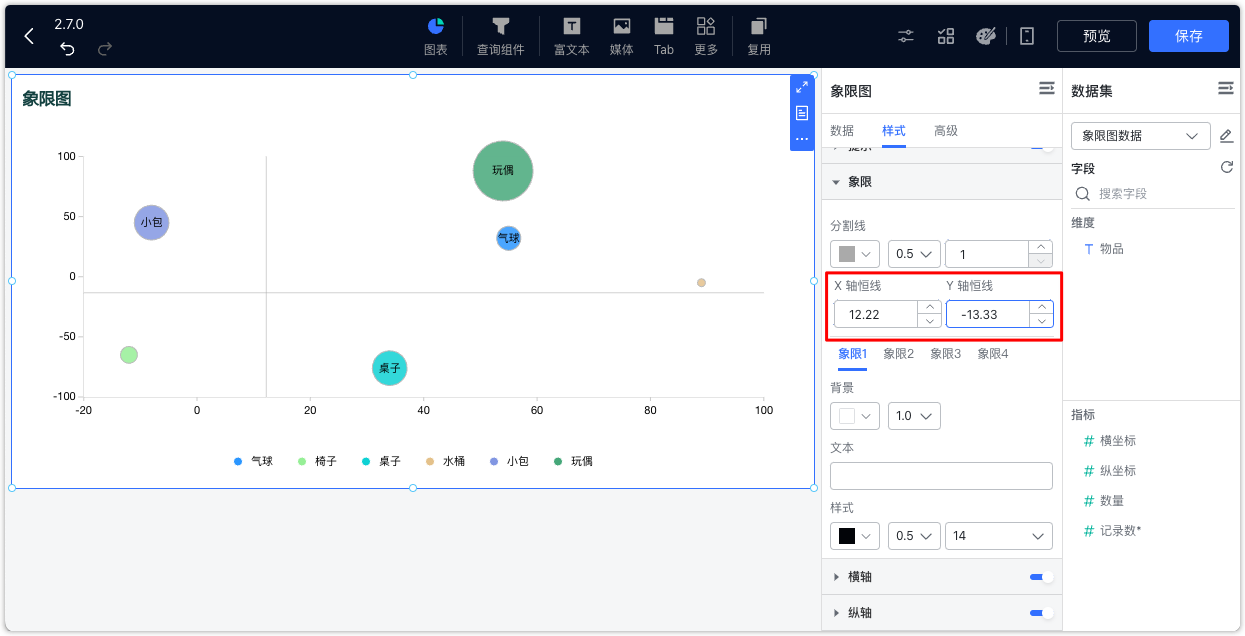 2.7.0
图表
查询组件
富文本
媒体
Tab
更多
复用
预览
保存
象限图
100
50
0
-50
-100
-20
0
20
40
60
80
100
玩偶
小包
气球
桌子
气球
椅子
桌子
水桶
小包
玩偶
象限图
数据
样式
高级
提示
象限
分割线
0.5
1
X 轴恒线
Y 轴恒线
12.22
-13.33
象限1
象限2
象限3
象限4
背景
1.0
文本
样式
0.5
14
横轴
纵轴
数据集
象限图数据
字段
搜索字段
维度
T 物品
指标
# 横坐标
# 纵坐标
# 数量
# 记录数*